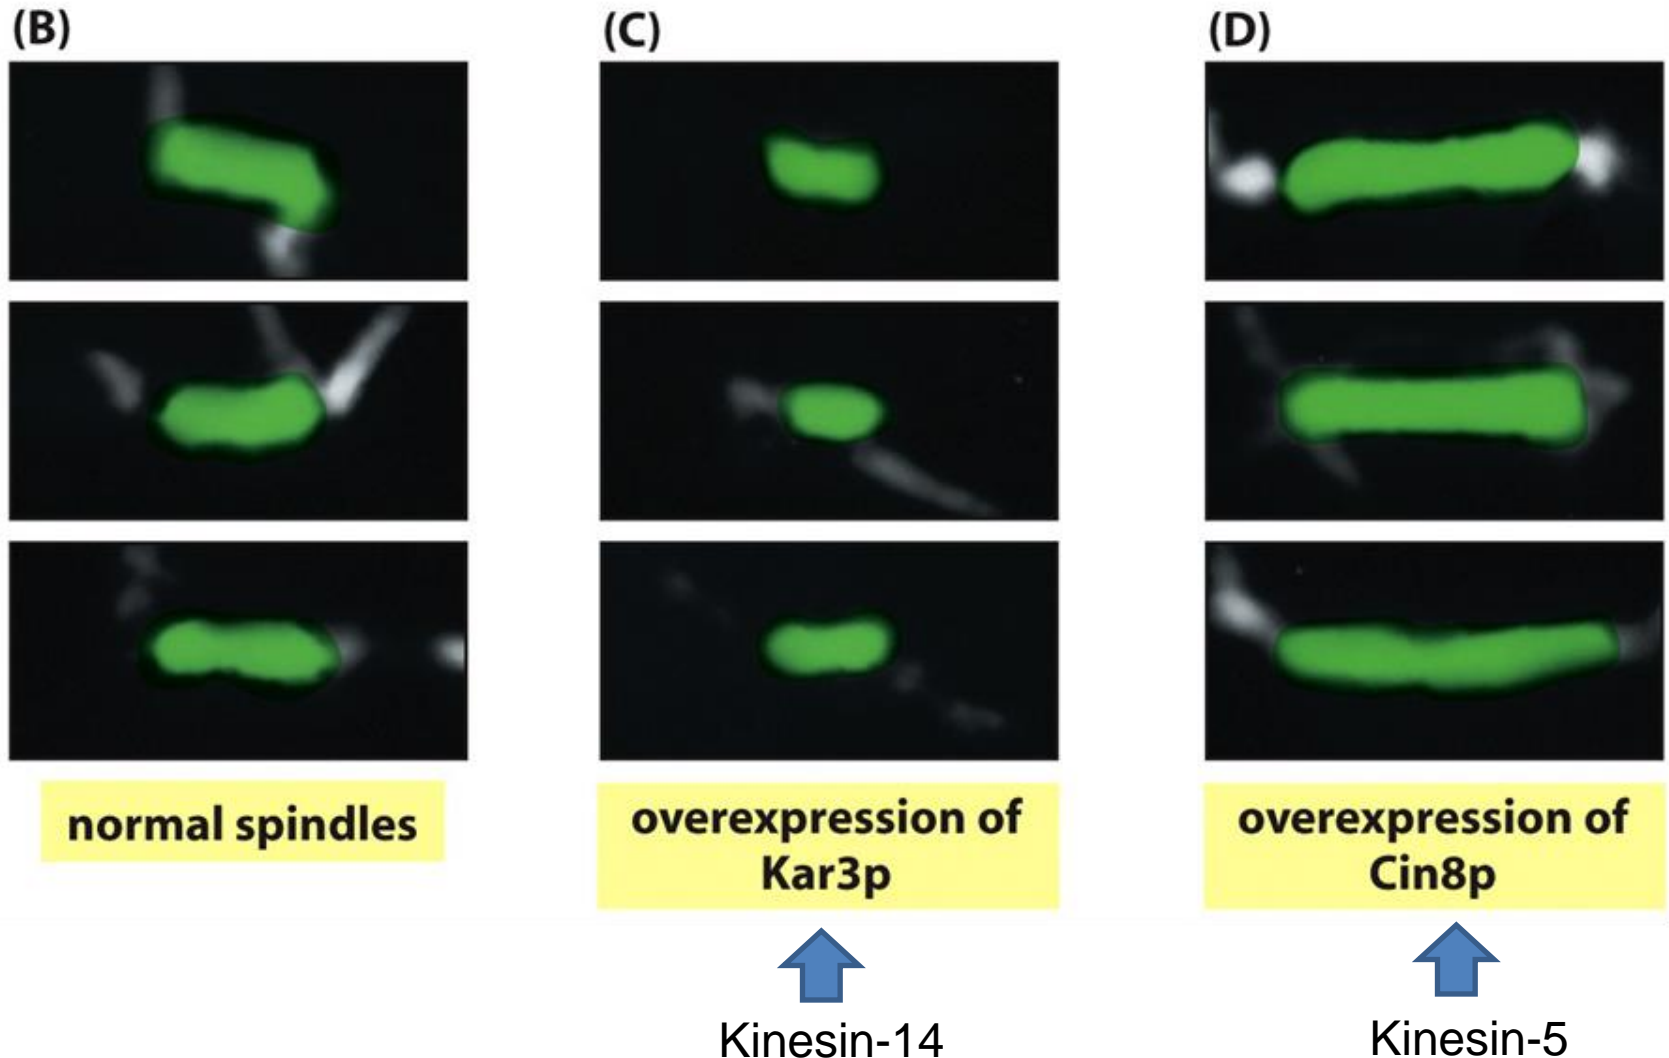 (B)
(C)
(D)
normal spindles
overexpression of
Kar3p
overexpression of
Cin8p
Kinesin-14
Kinesin-5